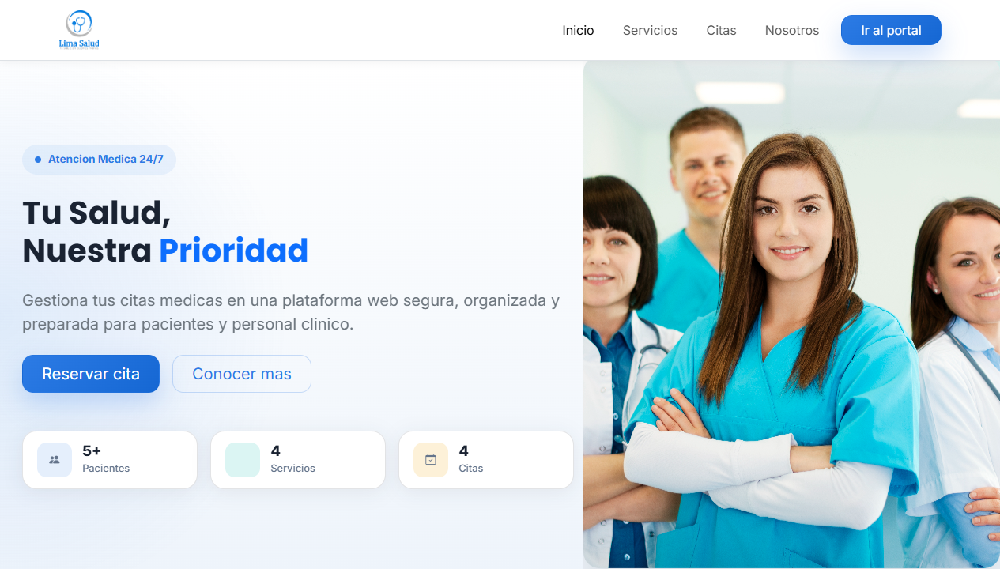 Lima Salud
Inicio
Servicios
Citas
Nosotros
Ir al portal
Atencion Medica 24/7
Tu Salud,
Nuestra Prioridad
Gestiona tus citas medicas en una plataforma web segura, organizada y
preparada para pacientes y personal clinico.
Reservar cita
Conocer mas
5+
Pacientes
4
Servicios
4
Citas